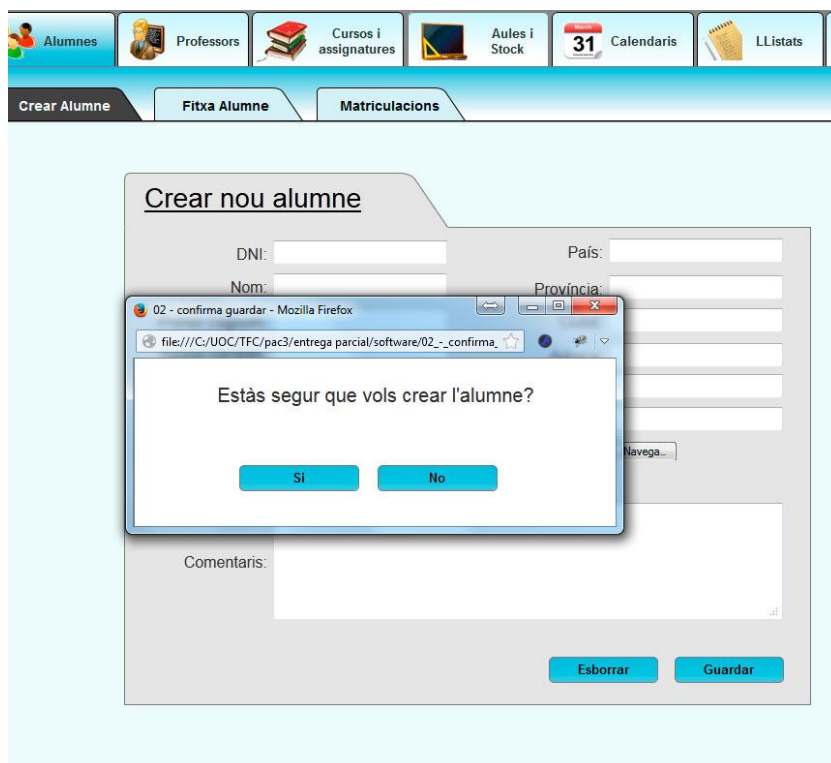 Alumnes
Professors
Cursos i
assignatures
Aules i
Stock
March
31
Calendaris
LListats
Crear Alumne
Fitxa Alumne
Matriculacions
Crear nou alumne
DNI:
País:
Nom:
Província:
02 - confirma guardar - Mozilla Firefox
file:///C:/UOC/TFC/pac3/entrega parcial/software/02_-_confirma_
Estàs segur que vols crear l'alumne?
Si
No
Navega...
Comentaris:
Esborrar
Guardar